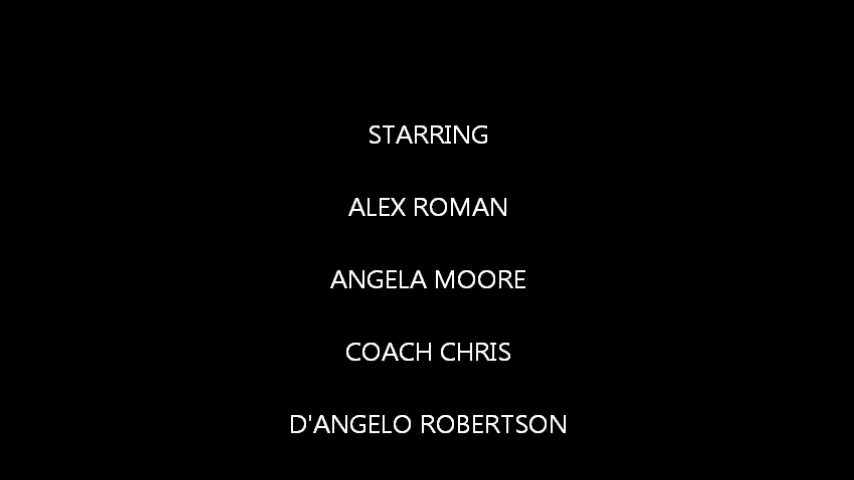 STARRING
ALEX ROMAN
ANGELA MOORE
COACH CHRIS
D'ANGELO ROBERTSON